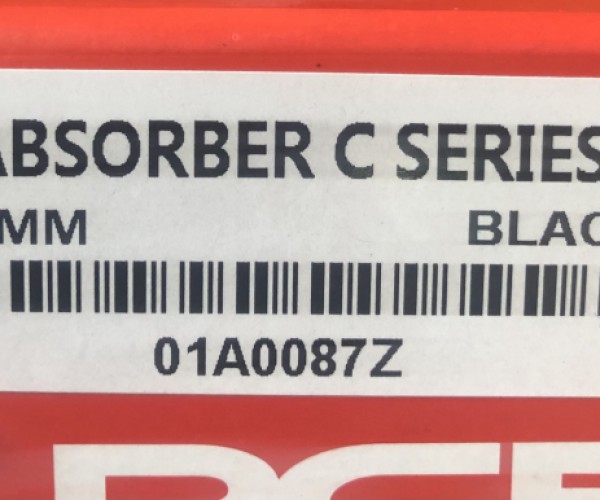 ABSORBER C SERIES
MM
BLAC
01A0087Z